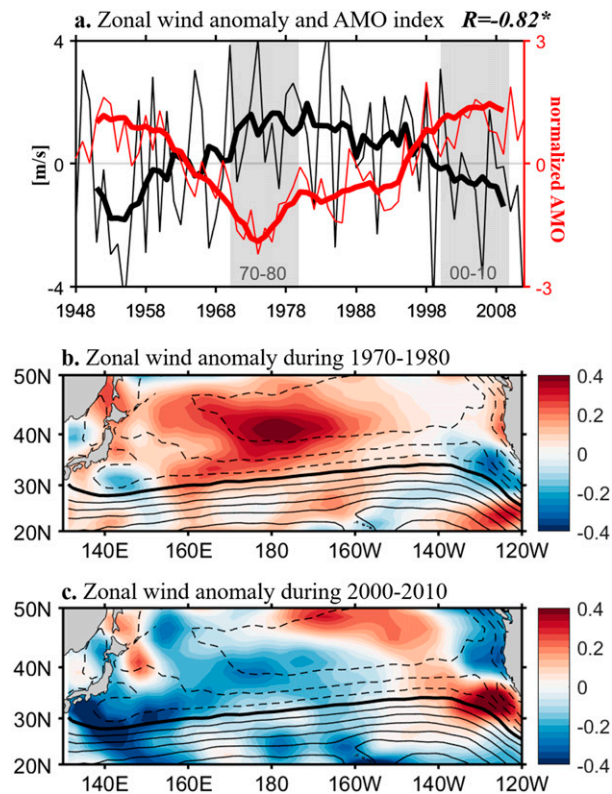 a. Zonal wind anomaly and AMO index R=-0.82*
4
3
[m/s]
0
0
normalized AMO
70-80
00-10
-4
-3
1948 1958 1968 1978 1988 1998 2008
b. Zonal wind anomaly during 1970-1980
50N
0.4
40N
0.2
0.0
30N
-0.2
20N
-0.4
140E 160E 180 160W 140W 120W
c. Zonal wind anomaly during 2000-2010
50N
0.4
40N
0.2
0.0
30N
-0.2
20N
-0.4
140E 160E 180 160W 140W 120W